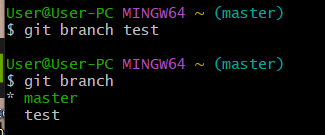 User@User-PC MINGW64 ~ (master)
$ git branch test
User@User-PC MINGW64 ~ (master)
$ git branch
* master
test